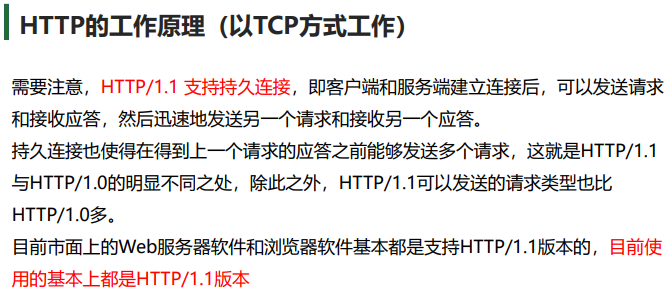 HTTP的工作原理（以TCP方式工作）
需要注意，HTTP/1.1 支持持久连接，即客户端和服务端建立连接后，可以发送请求
和接收应答，然后迅速地发送另一个请求和接收另一个应答。
持久连接也使得在得到上一个请求的应答之前能够发送多个请求，这就是HTTP/1.1
与HTTP/1.0的明显不同之处，除此之外，HTTP/1.1可以发送的请求类型也比
HTTP/1.0多。
目前市面上的Web服务器软件和浏览器软件基本都是支持HTTP/1.1版本的，目前使
用的基本上都是HTTP/1.1版本